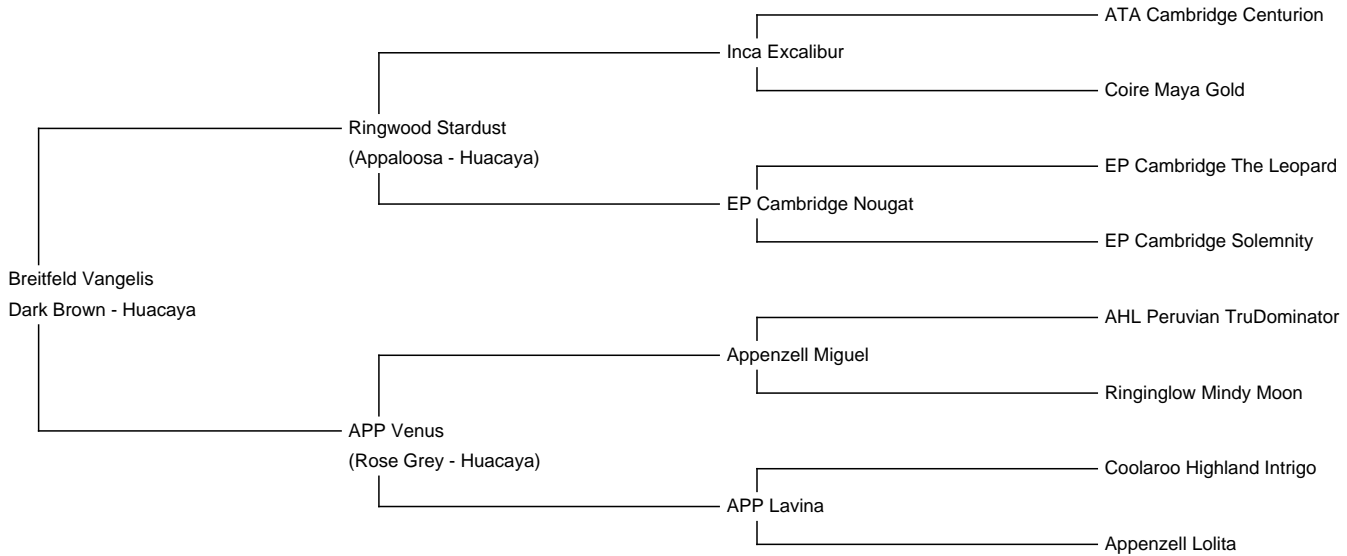 ATA Cambridge Centurion
Inca Excalibur
Coire Maya Gold
Ringwood Stardust
(Appaloosa - Huacaya)
EP Cambridge The Leopard
EP Cambridge Nougat
EP Cambridge Solemnity
Breitfeld Vangelis
Dark Brown - Huacaya
AHL Peruvian TruDominator
Appenzell Miguel
Ringinglow Mindy Moon
APP Venus
(Rose Grey - Huacaya)
Coolaroo Highland Intrigo
APP Lavina
Appenzell Lolita